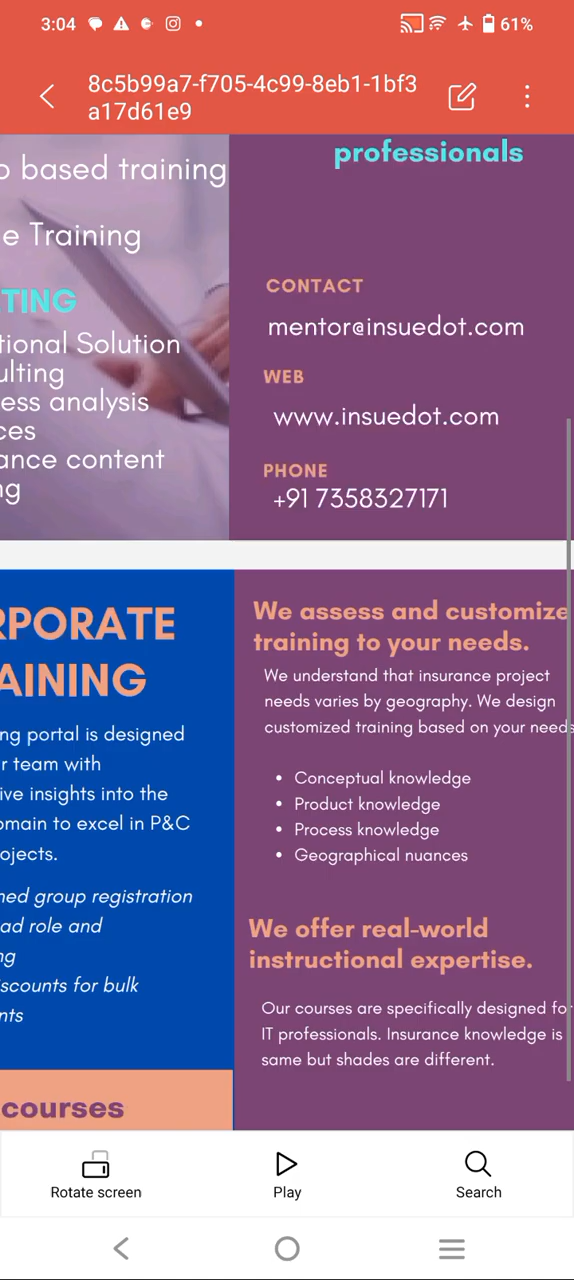 3:04
61%
8c5b99a7-f705-4c99-8eb1-1bf3
a17d61e9
based training
e Training
TING
tional Solution
ulting
ess analysis
ces
ance content
ng
professionals
CONTACT
mentor@insuedot.com
WEB
www.insuedot.com
PHONE
+91 7358327171
RPORATE
AINING
ng portal is designed
r team with
ive insights into the
omain to excel in P&C
ojects.
ned group registration
ad role and
ng
iscounts for bulk
nts
courses
We assess and customize
training to your needs.
We understand that insurance project
needs varies by geography. We design
customized training based on your needs
• Conceptual knowledge
• Product knowledge
• Process knowledge
• Geographical nuances
We offer real-world
instructional expertise.
Our courses are specifically designed for
IT professionals. Insurance knowledge is
same but shades are different.
Rotate screen
Play
Search